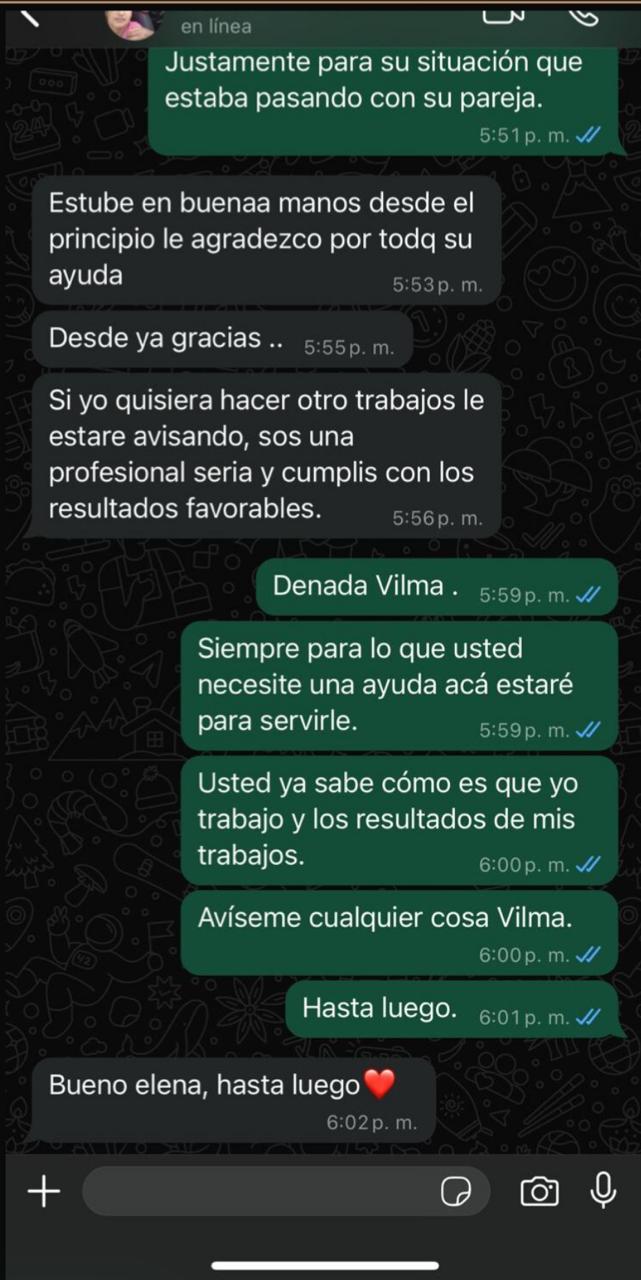 en línea
Justamente para su situación que
estaba pasando con su pareja.
5:51 p. m.
Estube en buenaa manos desde el
principio le agradezco por todq su
ayuda
5:53 p. m.
Desde ya gracias ..
5:55 p. m.
Si yo quisiera hacer otro trabajos le
estare avisando, sos una
profesional seria y cumplis con los
resultados favorables.
5:56 p. m.
Denada Vilma .
5:59 p. m.
Siempre para lo que usted
necesite una ayuda acá estaré
para servirle.
5:59 p. m.
Usted ya sabe cómo es que yo
trabajo y los resultados de mis
trabajos.
6:00 p. m.
Avíseme cualquier cosa Vilma.
6:00 p. m.
Hasta luego.
6:01 p. m.
Bueno elena, hasta luego❤️
6:02 p. m.